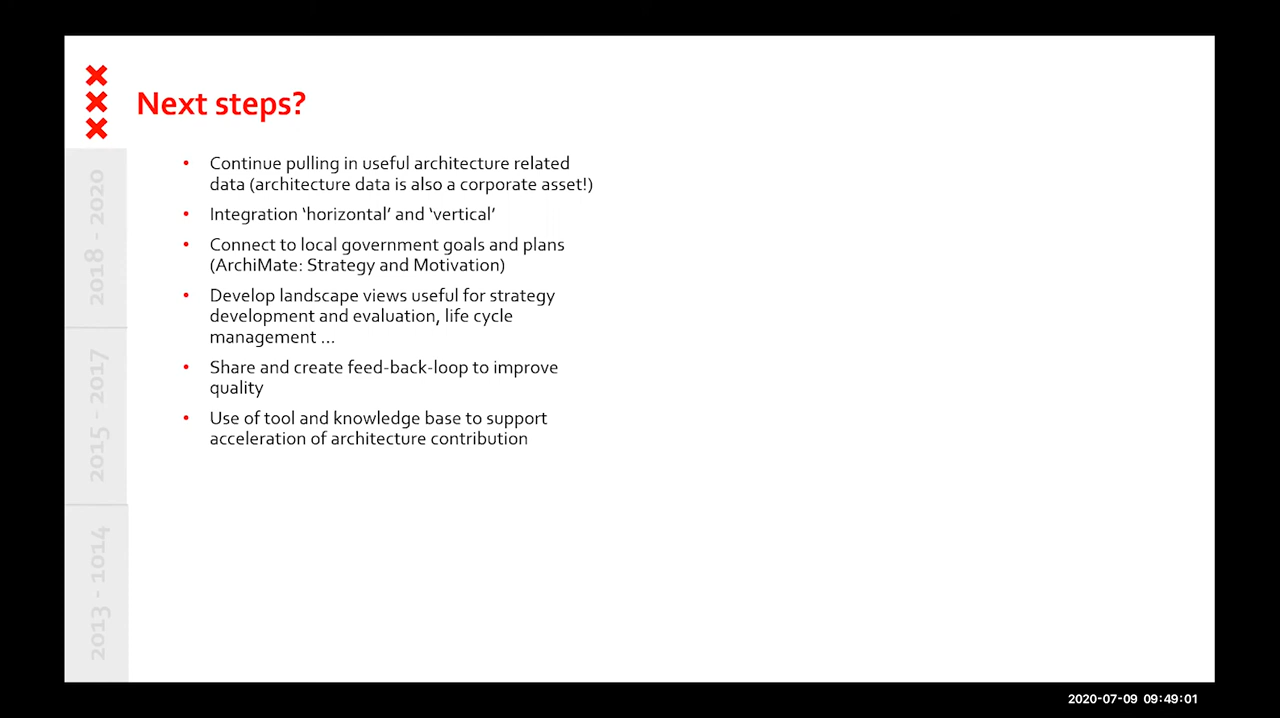 Next steps?
• Continue pulling in useful architecture related
data (architecture data is also a corporate asset!)
• Integration ‘horizontal’ and ‘vertical’
• Connect to local government goals and plans
(ArchiMate: Strategy and Motivation)
• Develop landscape views useful for strategy
development and evaluation, life cycle
management ...
• Share and create feed-back-loop to improve
quality
• Use of tool and knowledge base to support
acceleration of architecture contribution
2018 - 2020
2015 - 2017
2013 - 1014
2020-07-09 09:49:01